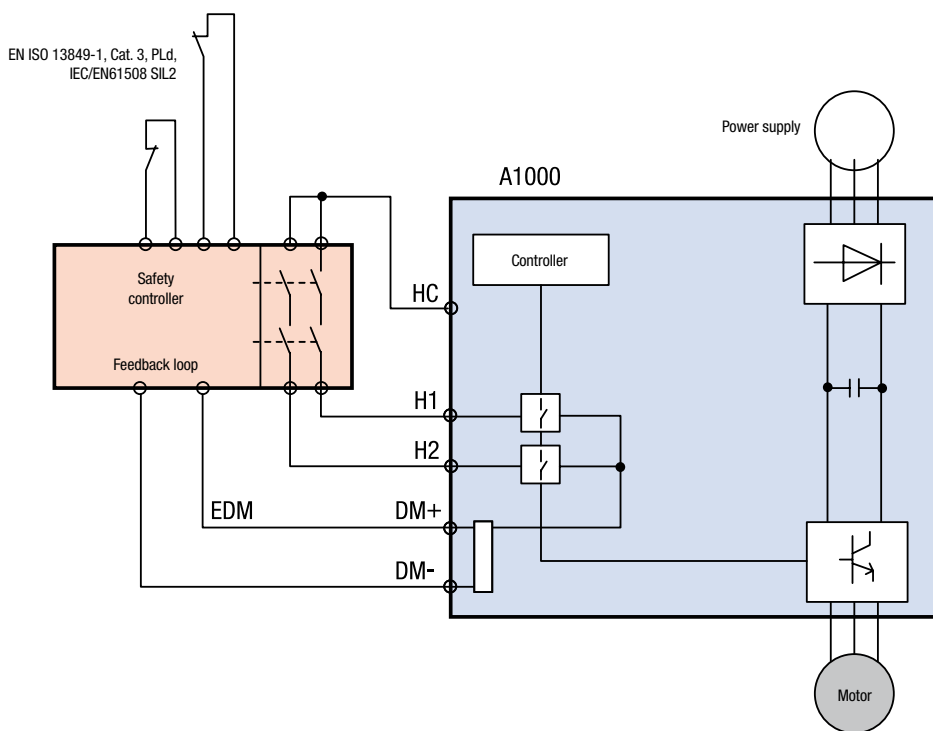 EN ISO 13849-1, Cat. 3, PLd,
IEC/EN61508 SIL2
Power supply
A1000
Safety
controller
Controller
HC
Feedback loop
H1
H2
EDM
DM+
DM-
Motor